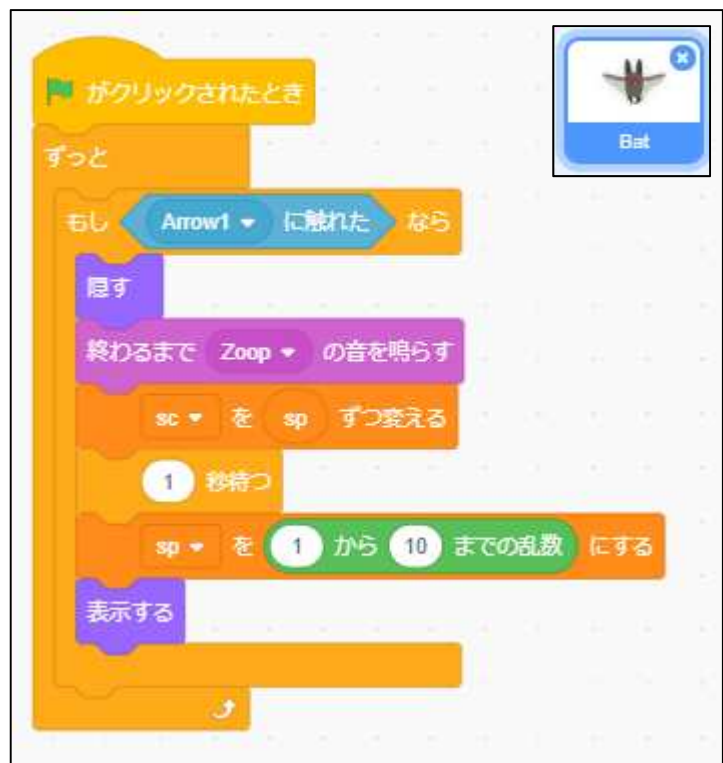 がクリックされたとき
Bat
ずっと
もし Arrow1 に触れた なら
隠す
終わるまで Zoop の音を鳴らす
sc を sp ずつ変える
1 秒待つ
sp を 1 から 10 までの乱数 にする
表示する